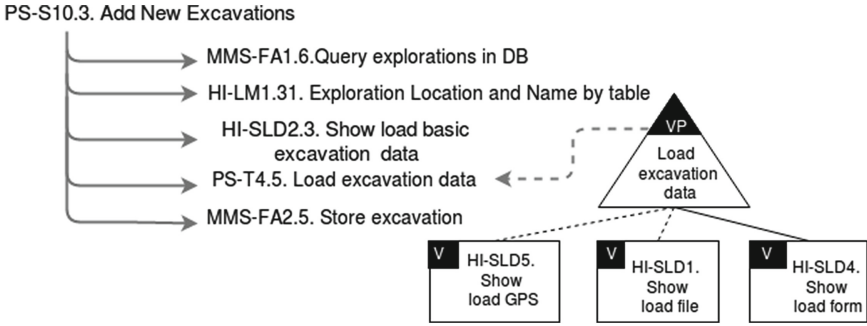 PS-S10.3. Add New Excavations
MMS-FA1.6.Query explorations in DB
HI-LM1.31. Exploration Location and Name by table
HI-SLD2.3. Show load basic
excavation data
PS-T4.5. Load excavation data
MMS-FA2.5. Store excavation
VP
Load
excavation
data
V
HI-SLD5.
Show
load GPS
V
HI-SLD1.
Show
load file
V
HI-SLD4.
Show
load form